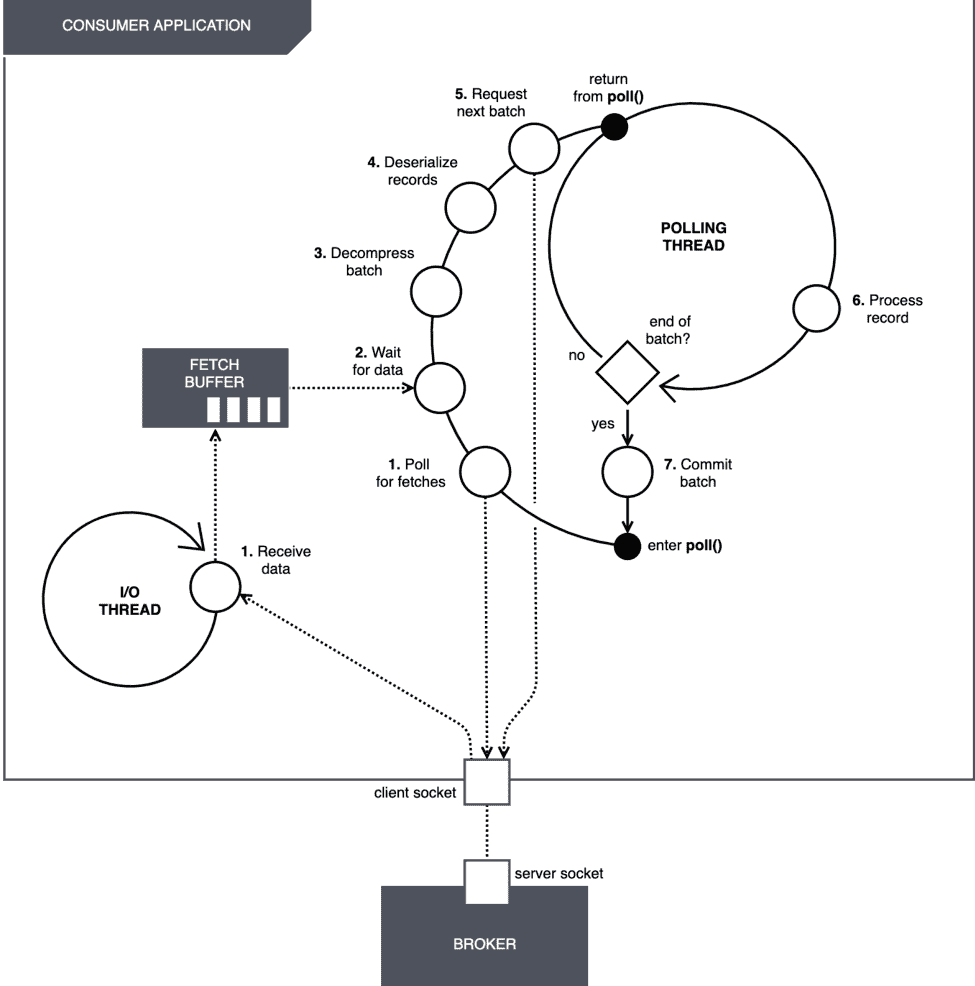 CONSUMER APPLICATION
return
from poll()
5. Request
next batch
4. Deserialize
records
POLLING
THREAD
3. Decompress
batch
6. Process
record
end of
batch?
no
2. Wait
for data
FETCH
BUFFER
yes
1. Poll
for fetches
7. Commit
batch
enter poll()
1. Receive
data
I/O
THREAD
client socket
server socket
BROKER